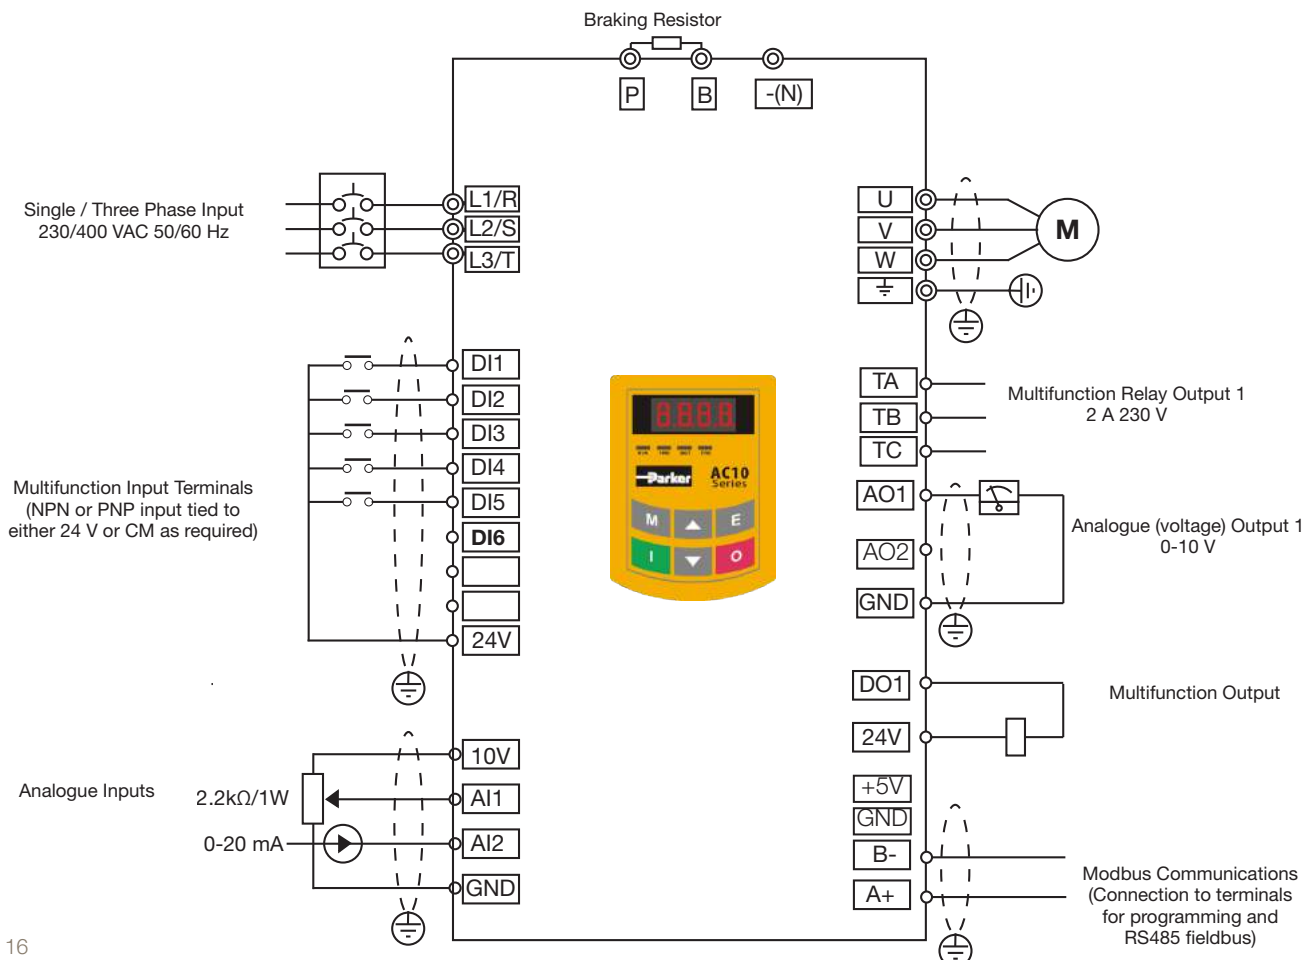 Braking Resistor
P
B
-(N)
Single / Three Phase Input
230/400 VAC 50/60 Hz
L1/R
L2/S
L3/T
U
V
W
M
DI1
DI2
DI3
DI4
DI5
DI6
24V
Multifunction Input Terminals
(NPN or PNP input tied to
either 24 V or CM as required)
8.8.8.8
Parker
AC10
Series
M
E
I
O
TA
TB
TC
Multifunction Relay Output 1
2 A 230 V
AO1
AO2
GND
Analogue (voltage) Output 1
0-10 V
DO1
24V
Multifunction Output
Analogue Inputs
2.2kΩ/1W
0-20 mA
10V
AI1
AI2
GND
+5V
GND
B-
A+
Modbus Communications
(Connection to terminals
for programming and
RS485 fieldbus)
16